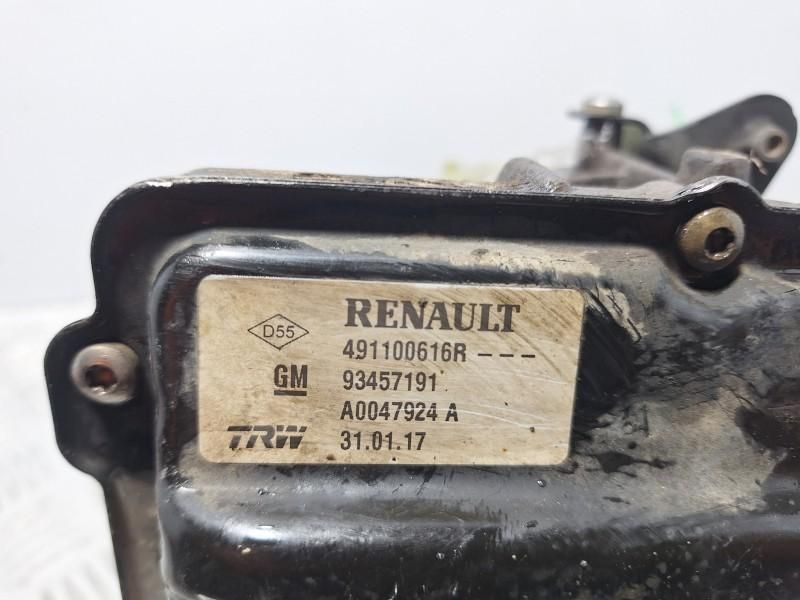 D55 RENAULT
491100616R ---
GM 93457191
A0047924 A
TRW 31.01.17